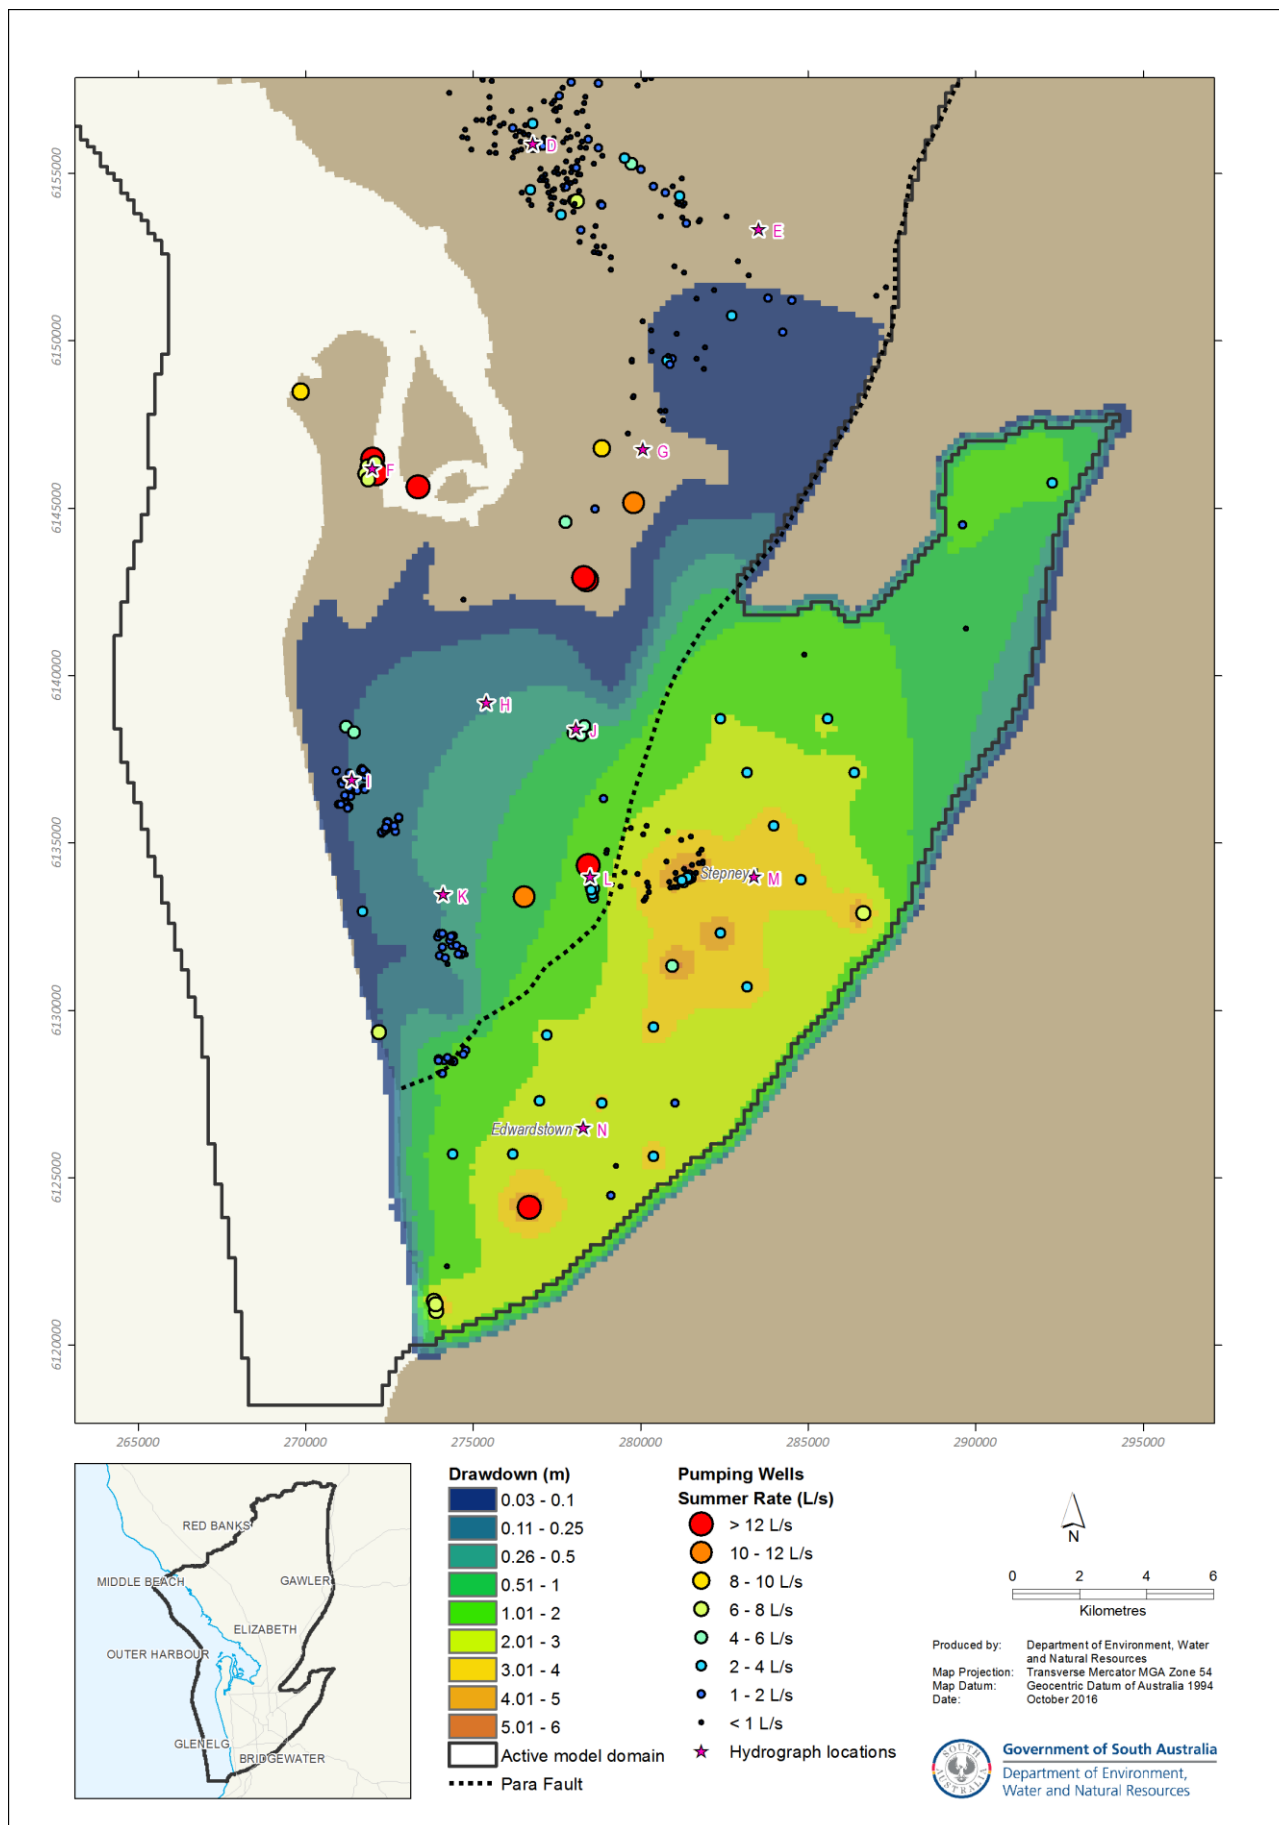 D
E
G
F
H
J
I
Stepney
M
L
K
Edwardstown
N
6155000
6150000
6145000
6140000
6135000
6130000
6125000
6120000
265000
270000
275000
280000
285000
290000
295000
RED BANKS
MIDDLE BEACH
GAWLER
ELIZABETH
OUTER HARBOUR
GLENELG
BRIDGEWATER
Drawdown (m)
0.03 - 0.1
0.11 - 0.25
0.26 - 0.5
0.51 - 1
1.01 - 2
2.01 - 3
3.01 - 4
4.01 - 5
5.01 - 6
Active model domain
Para Fault
Pumping Wells
Summer Rate (L/s)
> 12 L/s
10 - 12 L/s
8 - 10 L/s
6 - 8 L/s
4 - 6 L/s
2 - 4 L/s
1 - 2 L/s
< 1 L/s
Hydrograph locations
N
0 2 4 6
Kilometres
Produced by: Department of Environment, Water
and Natural Resources
Map Projection: Transverse Mercator MGA Zone 54
Map Datum: Geocentric Datum of Australia 1994
Date: October 2016
SOUTH
AUSTRALIA
Government of South Australia
Department of Environment,
Water and Natural Resources